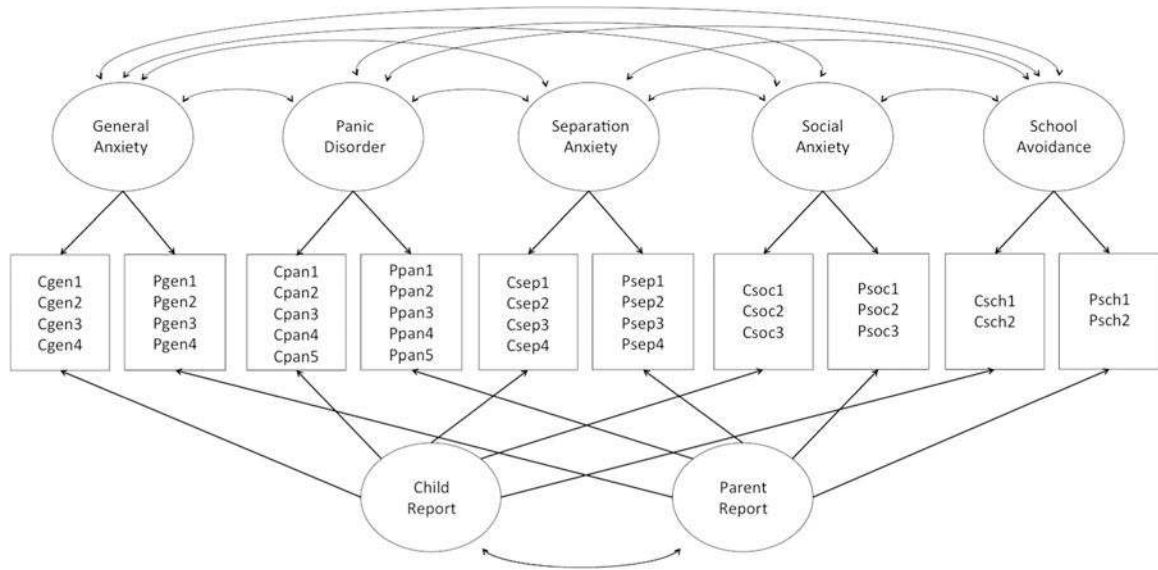 General
Anxiety
Panic
Disorder
Separation
Anxiety
Social
Anxiety
School
Avoidance
Cgen1
Cgen2
Cgen3
Cgen4
Pgen1
Pgen2
Pgen3
Pgen4
Cpan1
Cpan2
Cpan3
Cpan4
Cpan5
Ppan1
Ppan2
Ppan3
Ppan4
Ppan5
Csep1
Csep2
Csep3
Csep4
Psep1
Psep2
Psep3
Psep4
Csoc1
Csoc2
Csoc3
Psoc1
Psoc2
Psoc3
Csch1
Csch2
Psch1
Psch2
Child
Report
Parent
Report